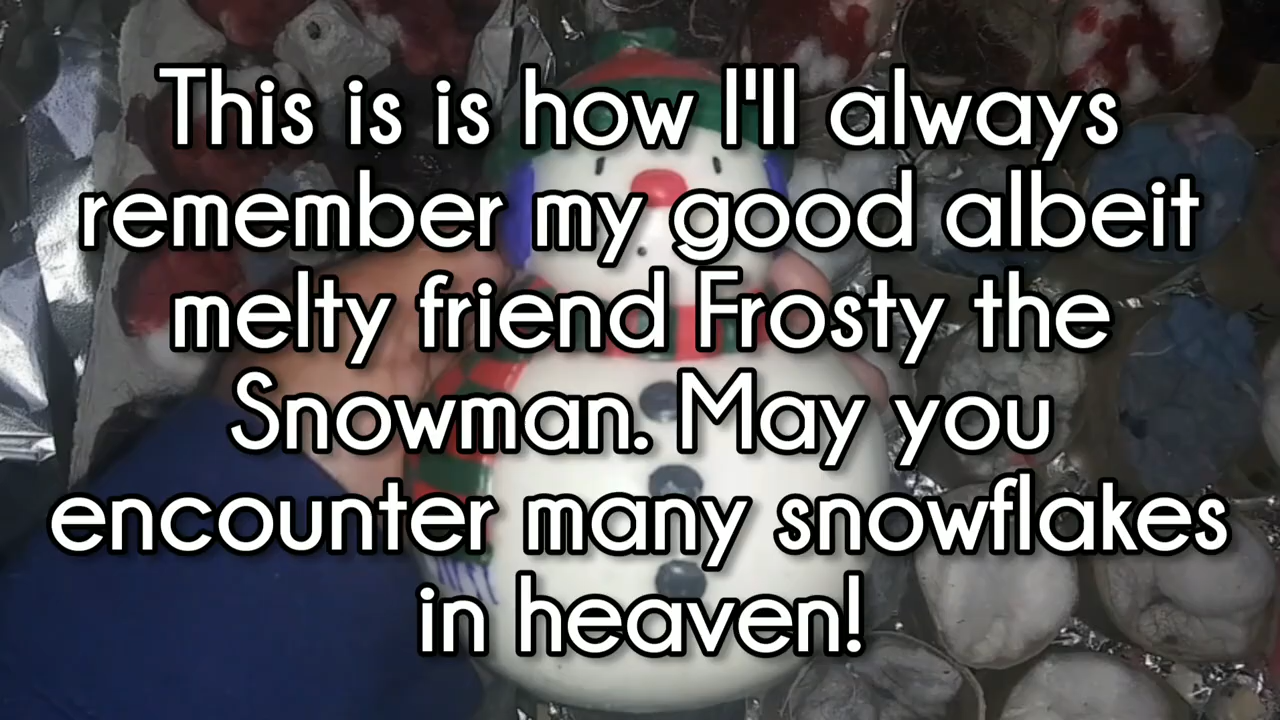 This is is how I'll always
remember my good albeit
melty friend Frosty the
Snowman. May you
encounter many snowflakes
in heaven!